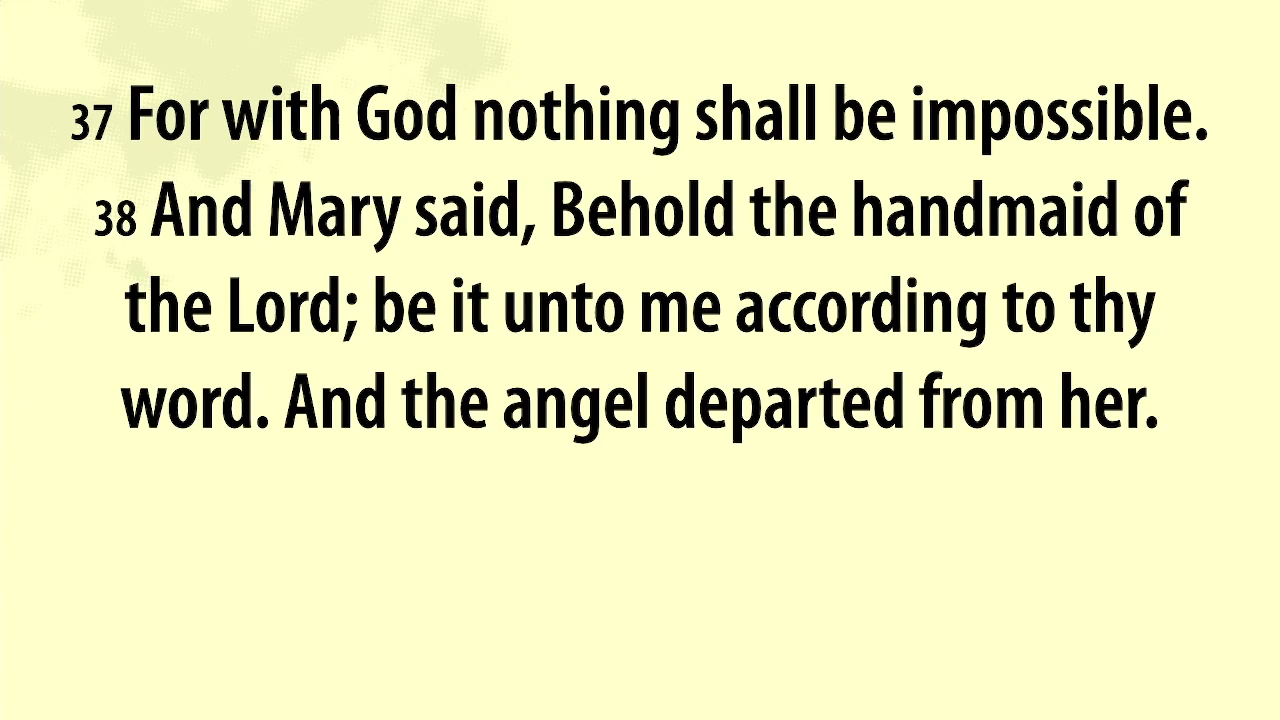 37 For with God nothing shall be impossible.
38 And Mary said, Behold the handmaid of
the Lord; be it unto me according to thy
word. And the angel departed from her.